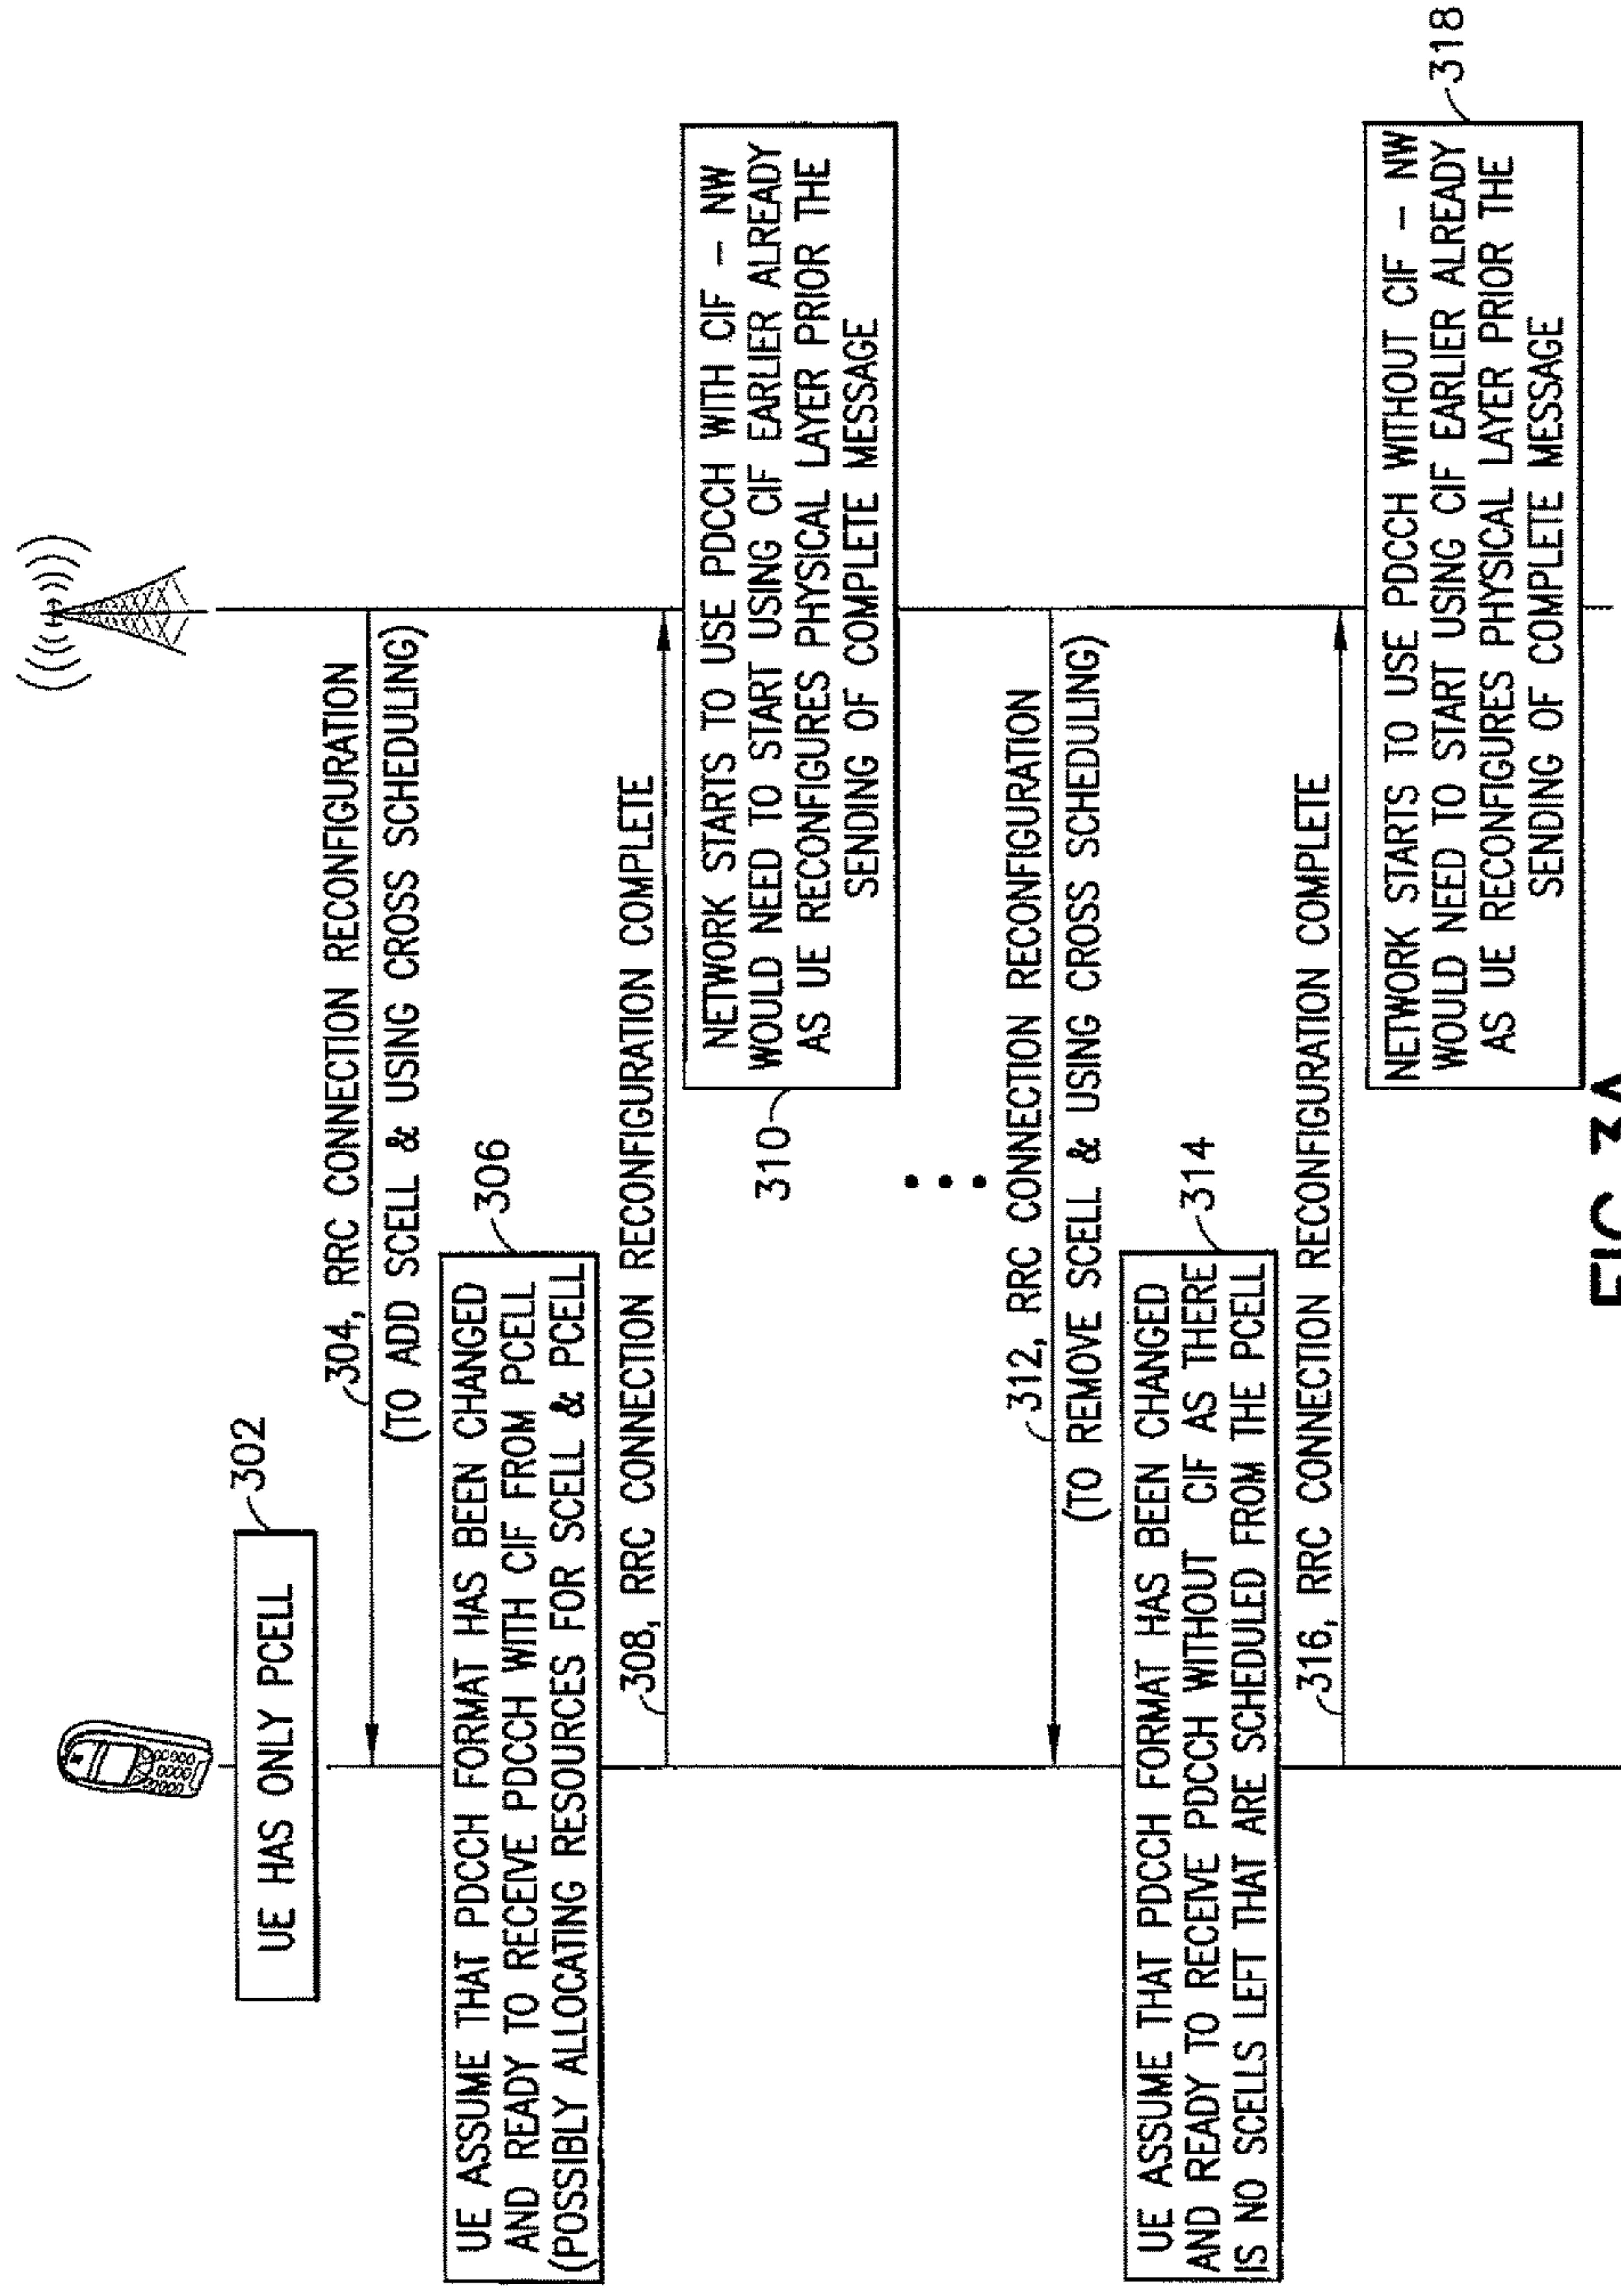 UE HAS ONLY PCELL
302
304, RRC CONNECTION RECONFIGURATION
(TO ADD SCELL & USING CROSS SCHEDULING)
UE ASSUME THAT PDCCH FORMAT HAS BEEN CHANGED
AND READY TO RECEIVE PDCCH WITH CIF FROM PCELL
(POSSIBLY ALLOCATING RESOURCES FOR SCELL & PCELL
306
308, RRC CONNECTION RECONFIGURATION COMPLETE
NETWORK STARTS TO USE PDCCH WITH CIF – NW
WOULD NEED TO START USING CIF EARLIER ALREADY
AS UE RECONFIGURES PHYSICAL LAYER PRIOR THE
SENDING OF COMPLETE MESSAGE
310
312, RRC CONNECTION RECONFIGURATION
(TO REMOVE SCELL & USING CROSS SCHEDULING)
UE ASSUME THAT PDCCH FORMAT HAS BEEN CHANGED
AND READY TO RECEIVE PDCCH WITHOUT CIF AS THERE
IS NO SCELLS LEFT THAT ARE SCHEDULED FROM THE PCELL
314
316, RRC CONNECTION RECONFIGURATION COMPLETE
NETWORK STARTS TO USE PDCCH WITHOUT CIF – NW
WOULD NEED TO START USING CIF EARLIER ALREADY
AS UE RECONFIGURES PHYSICAL LAYER PRIOR THE
SENDING OF COMPLETE MESSAGE
318